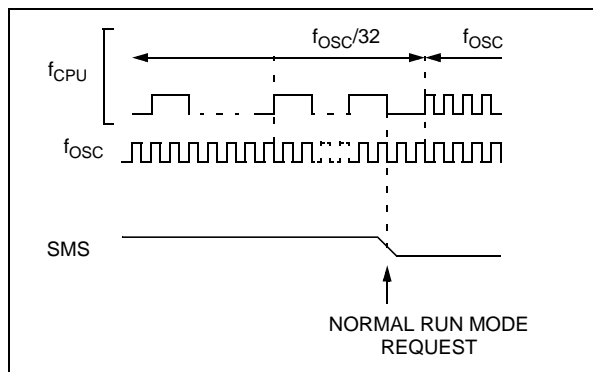 fOSC/32
fOSC
fCPU
fOSC
SMS
NORMAL RUN MODE
REQUEST